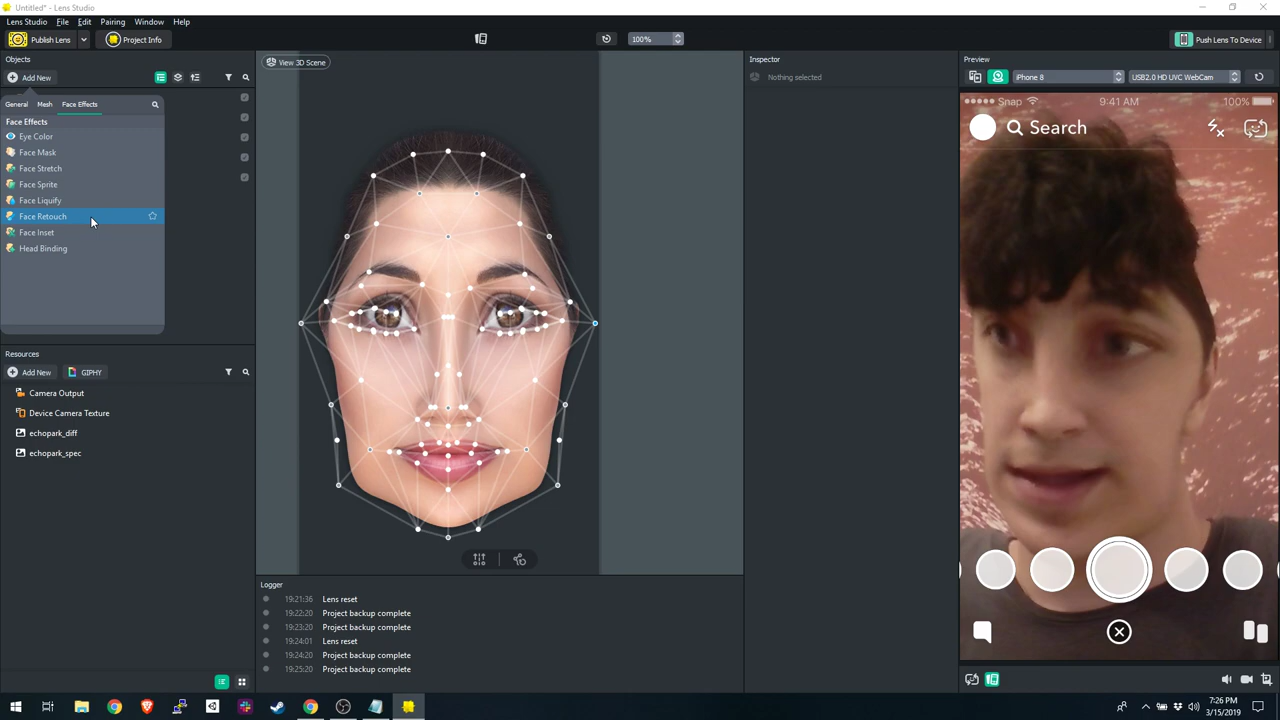 Untitled* - Lens Studio
Lens Studio File Edit Pairing Window Help
Publish Lens Project Info 100% Push Lens To Device
Objects
Add New
General Mesh Face Effects
Face Effects
Eye Color
Face Mask
Face Stretch
Face Sprite
Face Liquify
Face Retouch
Face Inset
Head Binding
Resources
Add New GIPHY
Camera Output
Device Camera Texture
echopark_diff
echopark_spec
View 3D Scene
Logger
19:21:36 Lens reset
19:22:20 Project backup complete
19:23:20 Project backup complete
19:24:01 Lens reset
19:24:20 Project backup complete
19:25:20 Project backup complete
Inspector
Nothing selected
Preview
iPhone 8 USB2.0 HD UVC WebCam
Snap 9:41 AM 100%
Search
7:26 PM
3/15/2019